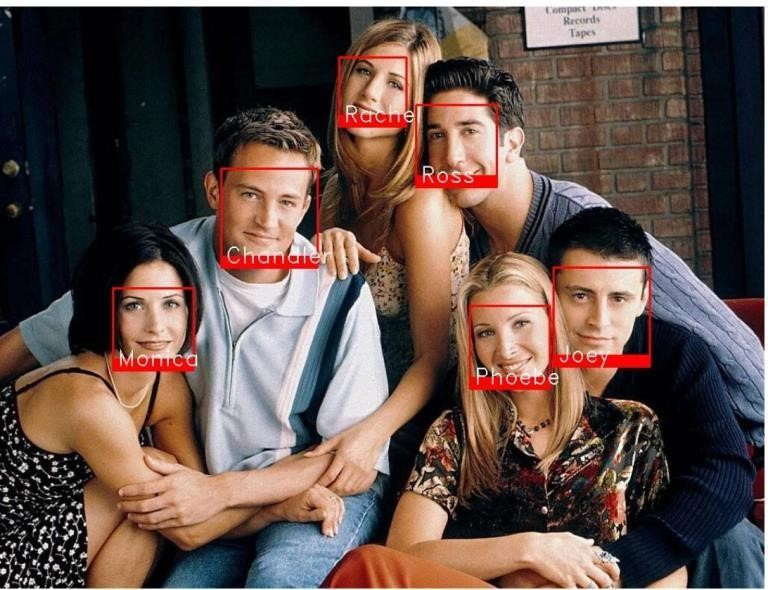 Compact Discs
Records
Tapes
Rache
Ross
Chandler
Monica
Joey
Phoebe